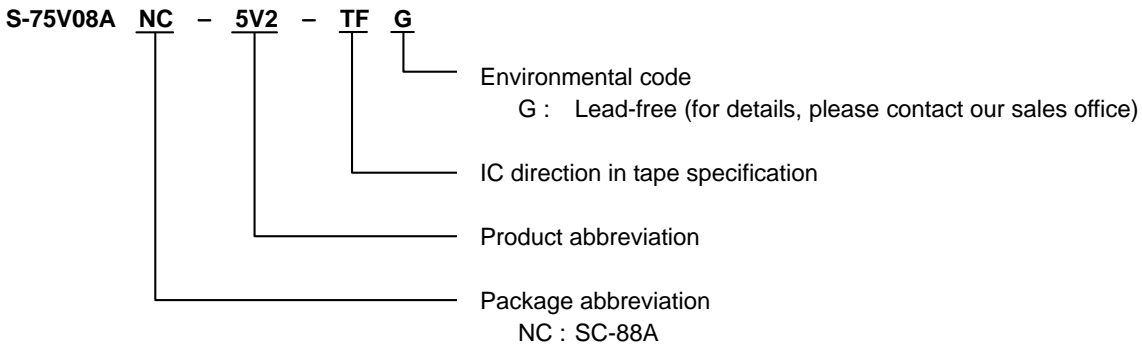 S-75V08A NC – 5V2 – TF G
Environmental code
G : Lead-free (for details, please contact our sales office)
IC direction in tape specification
Product abbreviation
Package abbreviation
NC : SC-88A